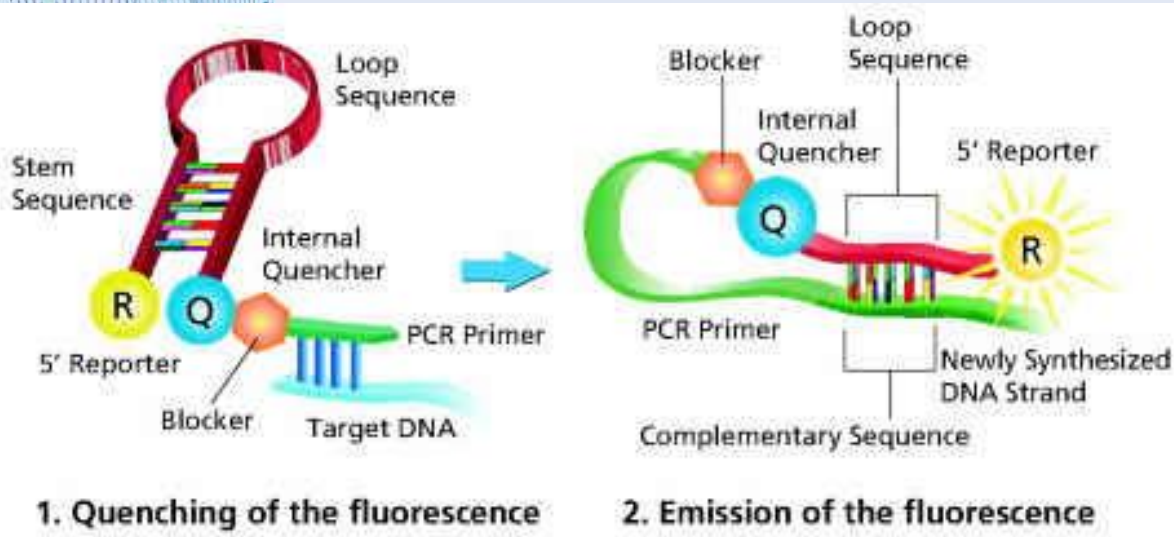 Loop
Sequence
Stem
Sequence
Internal
Quencher
R
Q
PCR Primer
5' Reporter
Blocker
Target DNA
1. Quenching of the fluorescence
Loop
Sequence
Blocker
Internal
Quencher
5' Reporter
Q
R
PCR Primer
Newly Synthesized
DNA Strand
Complementary Sequence
2. Emission of the fluorescence